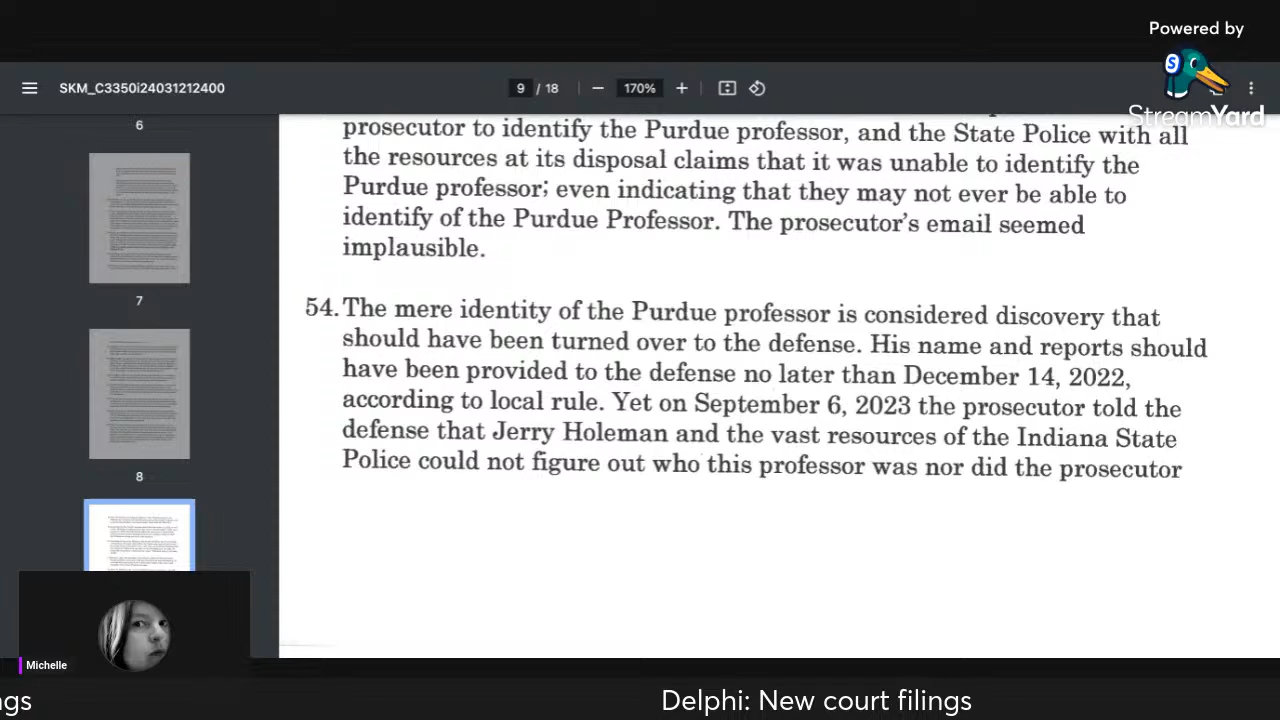 Powered by
StreamYard
SKM_C3350i24031212400
9 / 18
170%
6
7
8
prosecutor to identify the Purdue professor, and the State Police with all
the resources at its disposal claims that it was unable to identify the
Purdue professor; even indicating that they may not ever be able to
identify of the Purdue Professor. The prosecutor's email seemed
implausible.
54. The mere identity of the Purdue professor is considered discovery that
should have been turned over to the defense. His name and reports should
have been provided to the defense no later than December 14, 2022,
according to local rule. Yet on September 6, 2023 the prosecutor told the
defense that Jerry Holeman and the vast resources of the Indiana State
Police could not figure out who this professor was nor did the prosecutor
Michelle
ngs
Delphi: New court filings